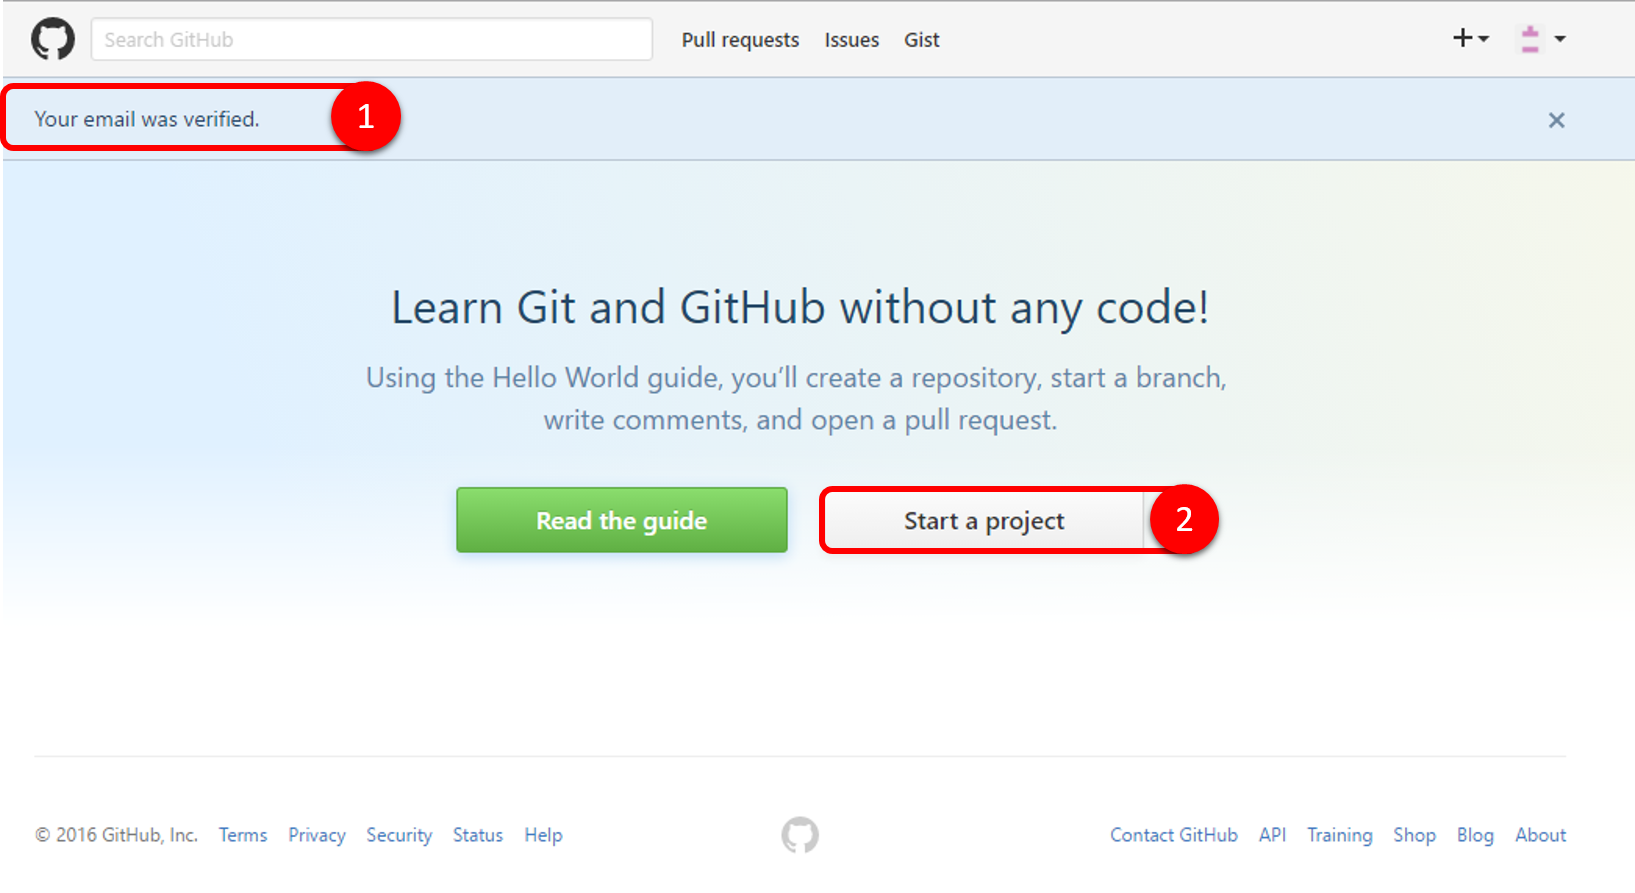 Search GitHub Pull requests Issues Gist
Your email was verified. 1
Learn Git and GitHub without any code!
Using the Hello World guide, you’ll create a repository, start a branch,
write comments, and open a pull request.
Read the guide Start a project 2
© 2016 GitHub, Inc. Terms Privacy Security Status Help Contact GitHub API Training Shop Blog About